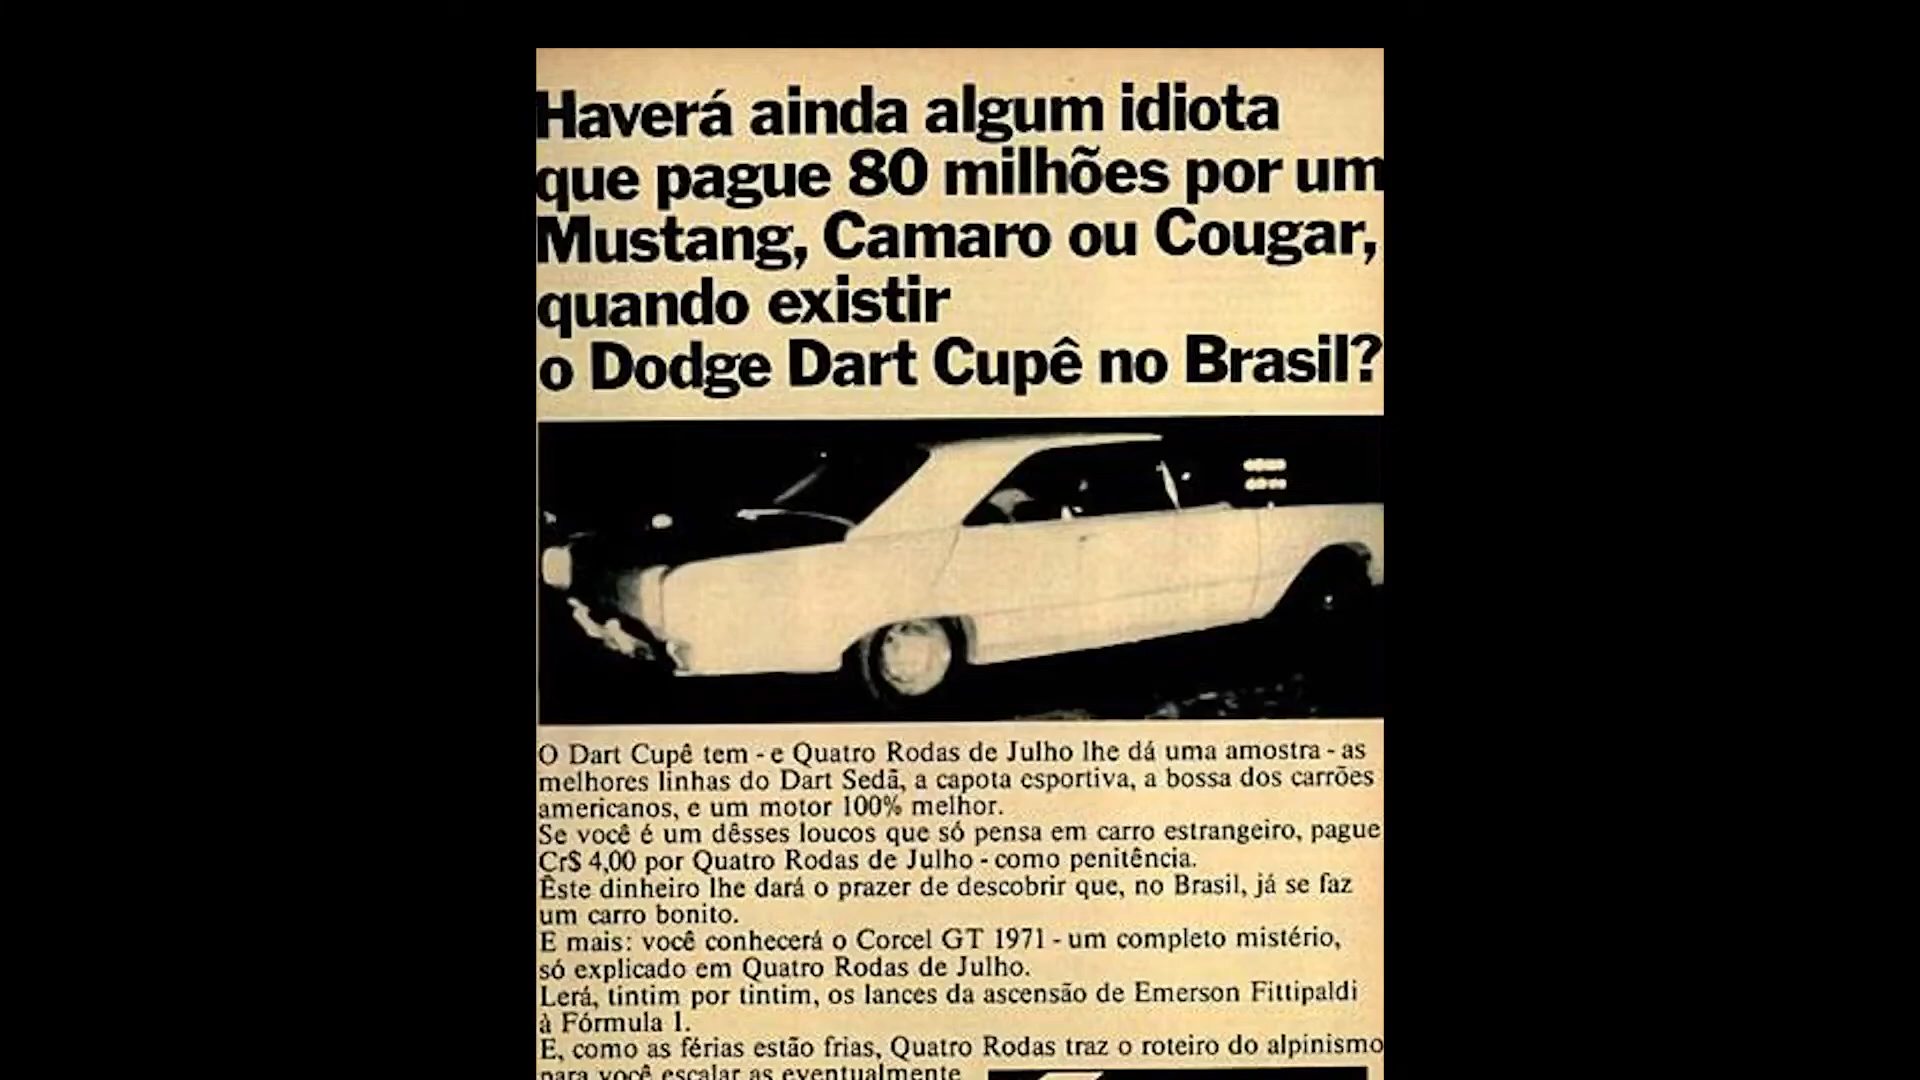 Haverá ainda algum idiota
que pague 80 milhões por um
Mustang, Camaro ou Cougar,
quando existir
o Dodge Dart Cupê no Brasil?
O Dart Cupê tem - e Quatro Rodas de Julho lhe dá uma amostra - as
melhores linhas do Dart Sedã, a capota esportiva, a bossa dos carrões
americanos, e um motor 100% melhor.
Se você é um dêsses loucos que só pensa em carro estrangeiro, pague
Cr$ 4,00 por Quatro Rodas de Julho - como penitência.
Êste dinheiro lhe dará o prazer de descobrir que, no Brasil, já se faz
um carro bonito.
E mais: você conhecerá o Corcel GT 1971 - um completo mistério,
só explicado em Quatro Rodas de Julho.
Lerá, tintim por tintim, os lances da ascensão de Emerson Fittipaldi
à Fórmula 1.
E, como as férias estão frias, Quatro Rodas traz o roteiro do alpinismo
para você escalar as eventualmente